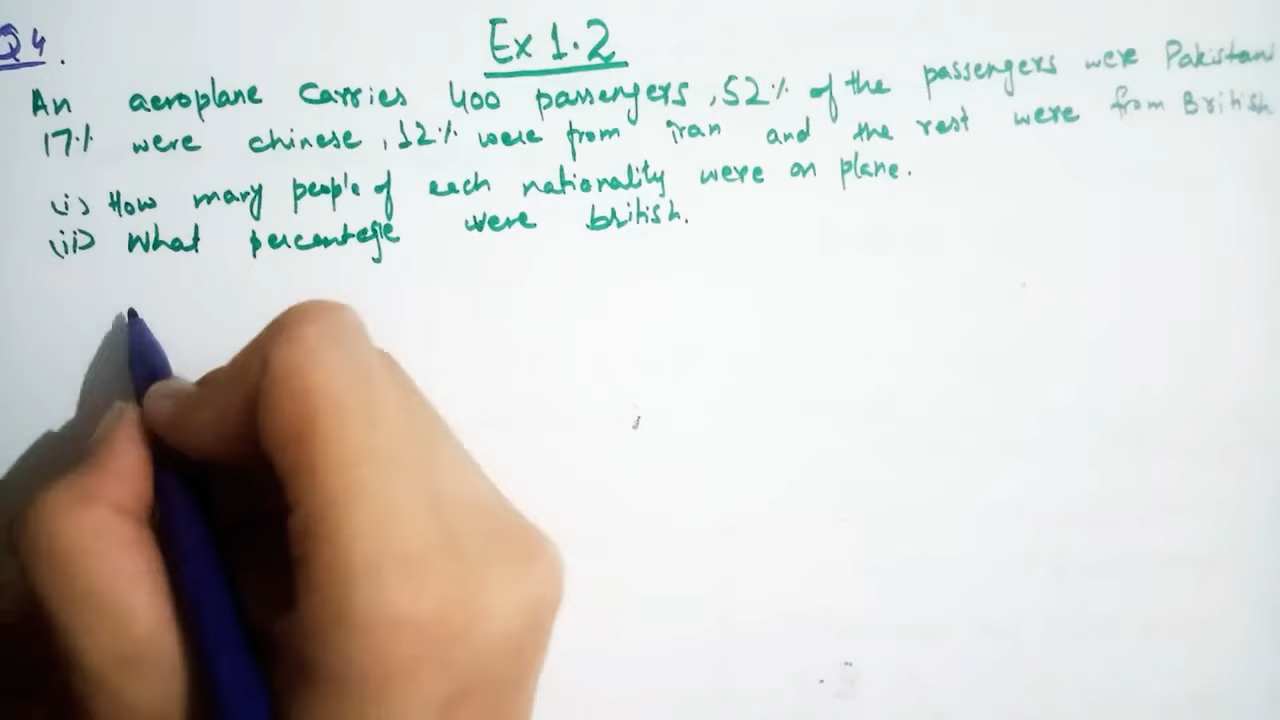 Q4.
Ex 1.2
An aeroplane carries 400 passengers, 52% of the passengers were Pakistani
17% were chinese, 12% were from iran and the rest were from British
(i) How many people of each nationality were on plane.
(ii) What percentage were british.